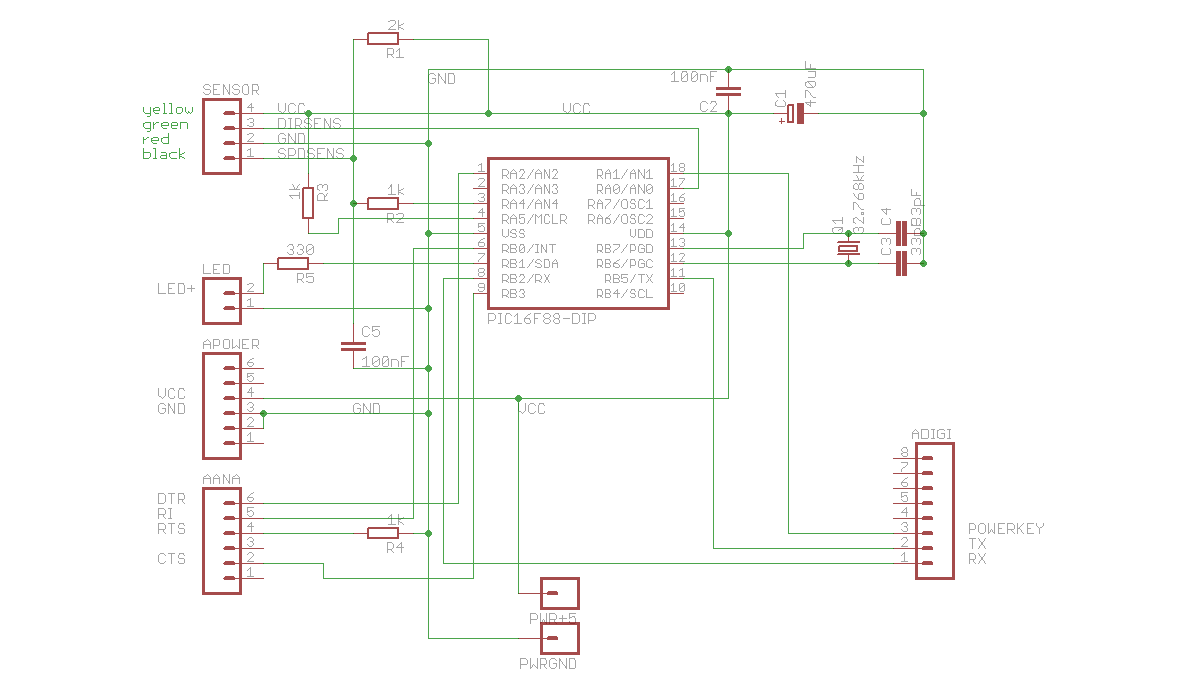 2k
R1
GND
100nF
C2
C1
470uF
+
SENSOR
yellow 4 VCC
green 3 DIRSENS
red 2 GND
black 1 SPDSENS
VCC
1k
R3
1k
R2
330
R5
1 RA2/AN2 RA1/AN1 18
2 RA3/AN3 RA0/AN0 17
3 RA4/AN4 RA7/OSC1 16
4 RA5/MCLR RA6/OSC2 15
5 VSS VDD 14
6 RB0/INT RB7/PGD 13
7 RB1/SDA RB6/PGC 12
8 RB2/RX RB5/TX 11
9 RB3 RB4/SCL 10
PIC16F88-DIP
Q1
32.768kHz
C4
C3
33pF
LED
LED+ 2
1
C5
100nF
APOWER
6
5
VCC 4
GND 3
2
1
GND
VCC
AANA
DTR 6
RI 5
RTS 4
3
CTS 2
1
1k
R4
ADIGI
8
7
6
5
4
3 POWERKEY
2 TX
1 RX
PWR+5
PWRGND